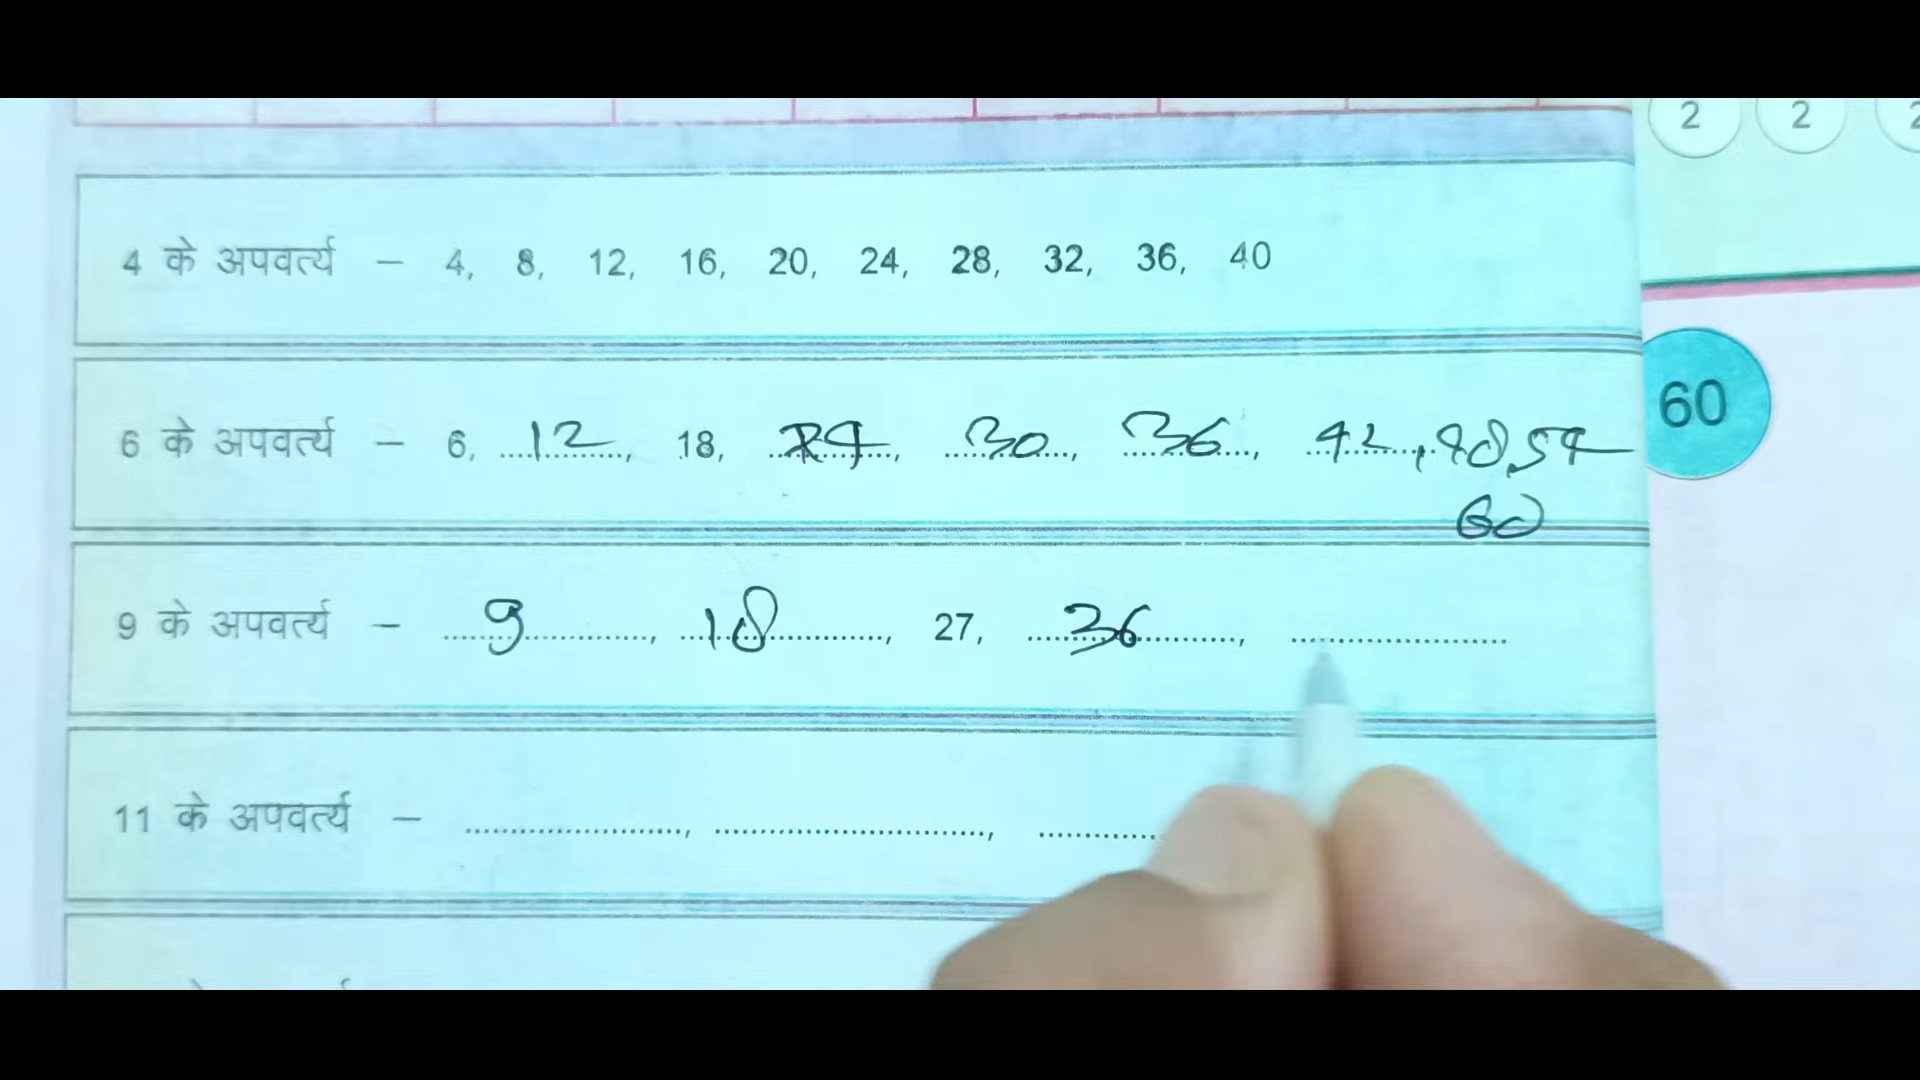 2 2 2
4 के अपवर्त्य – 4, 8, 12, 16, 20, 24, 28, 32, 36, 40
60
6 के अपवर्त्य – 6, 12, 18, 24, 30, 36, 42, 48, 54
60
9 के अपवर्त्य – 9, 18, 27, 36,
11 के अपवर्त्य –